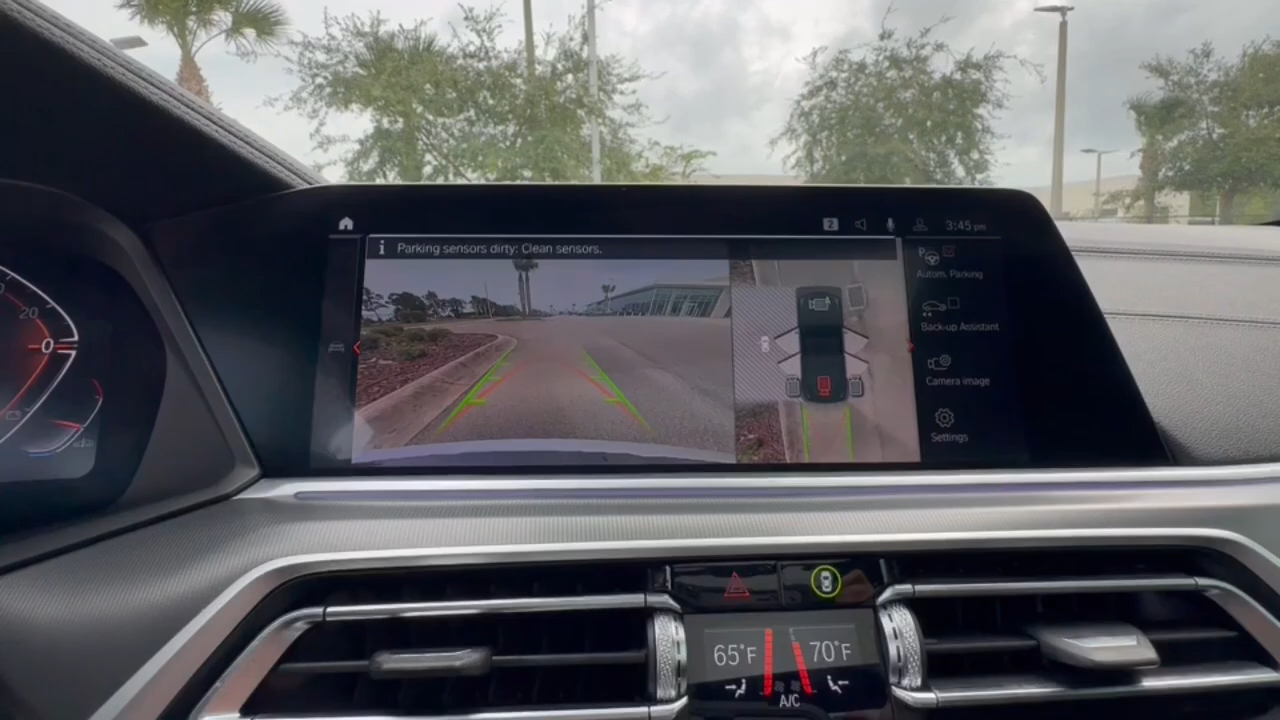 2
3:45 pm
Parking sensors dirty: Clean sensors.
P
Autom. Parking
Back-up Assistant
Camera image
Settings
20
0
65°F
70°F
A/C